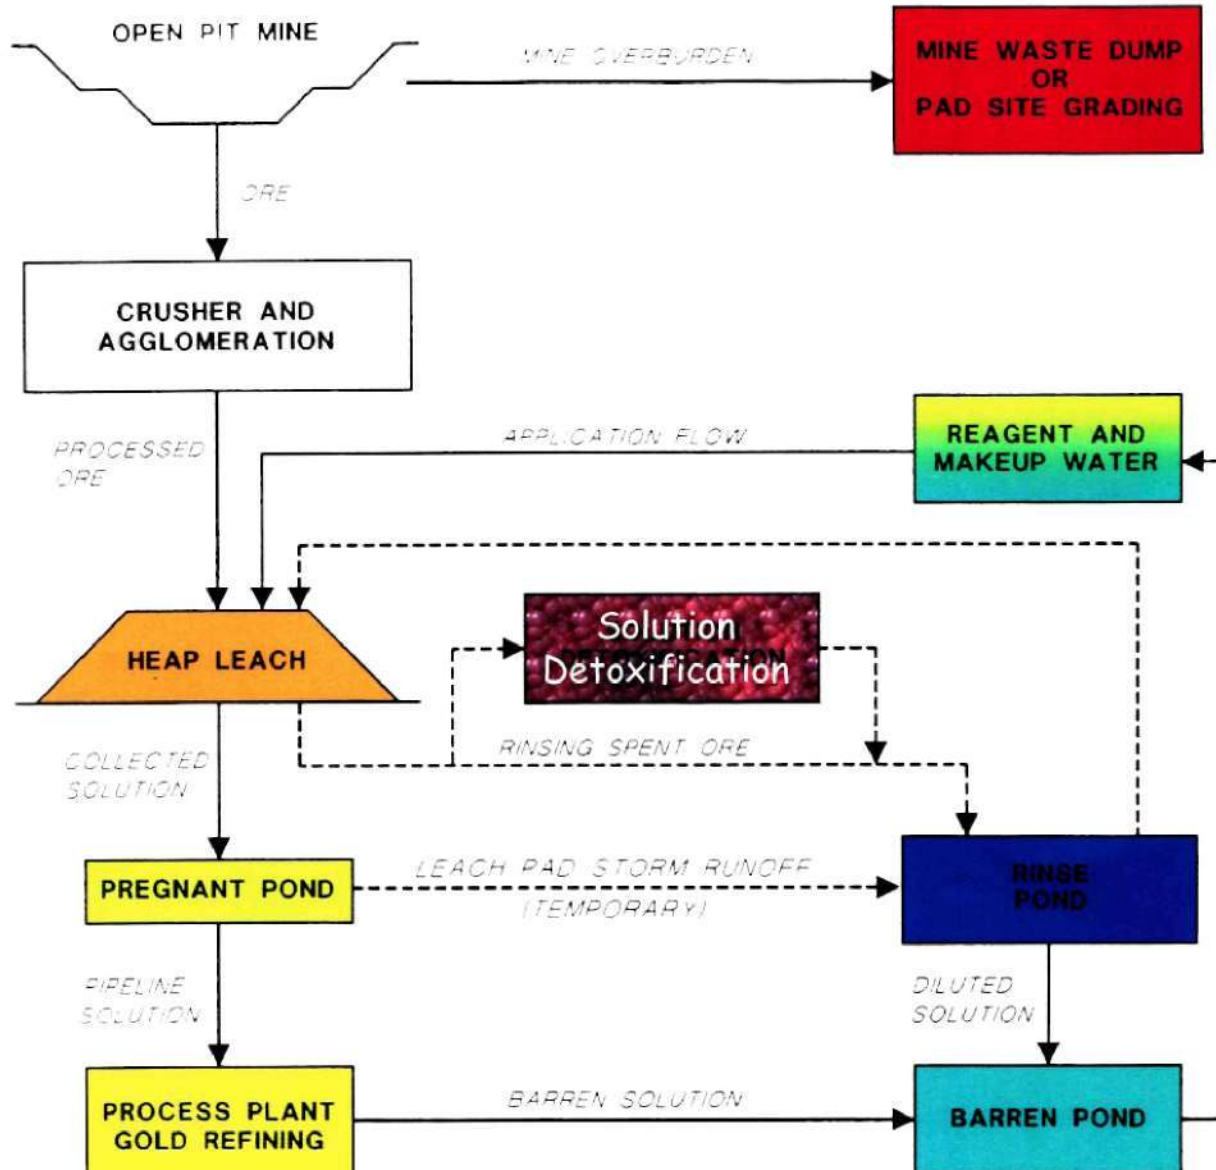 OPEN PIT MINE
MINE OVERBURDEN
MINE WASTE DUMP
OR
PAD SITE GRADING
ORE
CRUSHER AND
AGGLOMERATION
PROCESSED
ORE
APPLICATION FLOW
REAGENT AND
MAKEUP WATER
HEAP LEACH
Solution
Detoxification
RINSING SPENT ORE
COLLECTED
SOLUTION
PREGNANT POND
LEACH PAD STORM RUNOFF
(TEMPORARY)
RINSE
POND
PIPELINE
SOLUTION
DILUTED
SOLUTION
PROCESS PLANT
GOLD REFINING
BARREN SOLUTION
BARREN POND